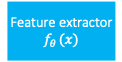 Feature extractor
𝒇𝜽 (𝒙)